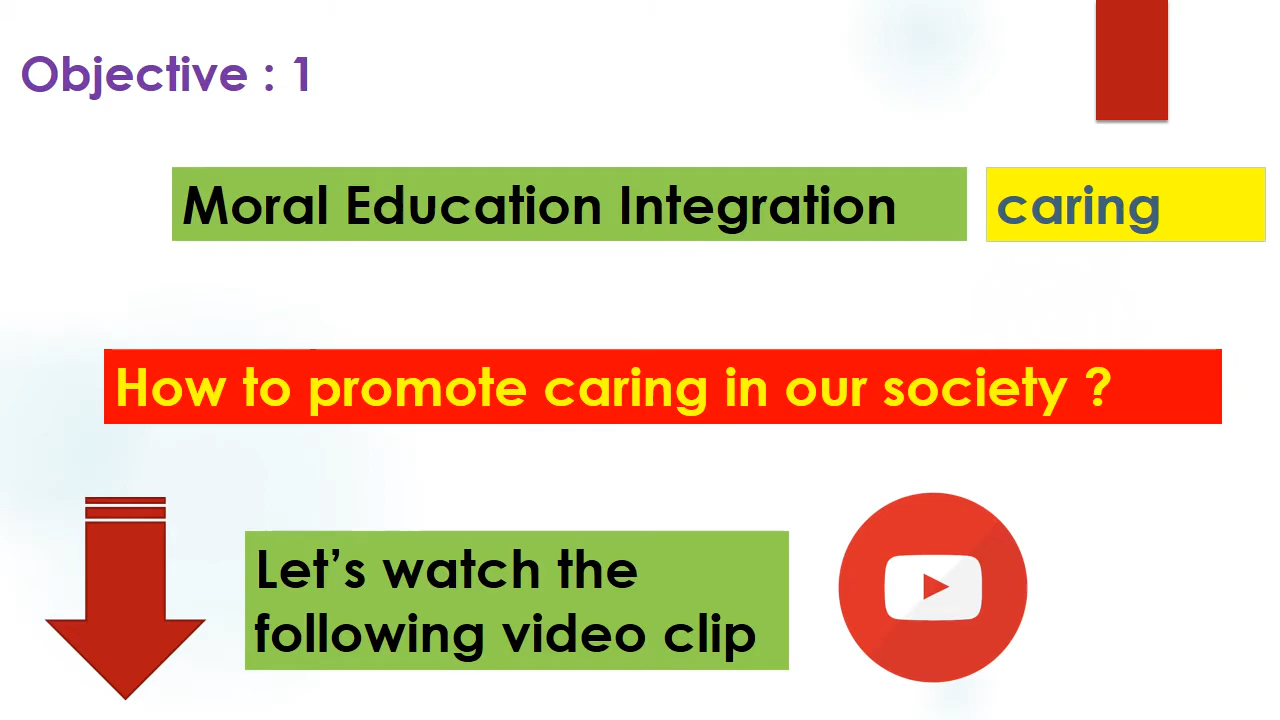 Objective : 1
Moral Education Integration
caring
How to promote caring in our society ?
Let’s watch the
following video clip